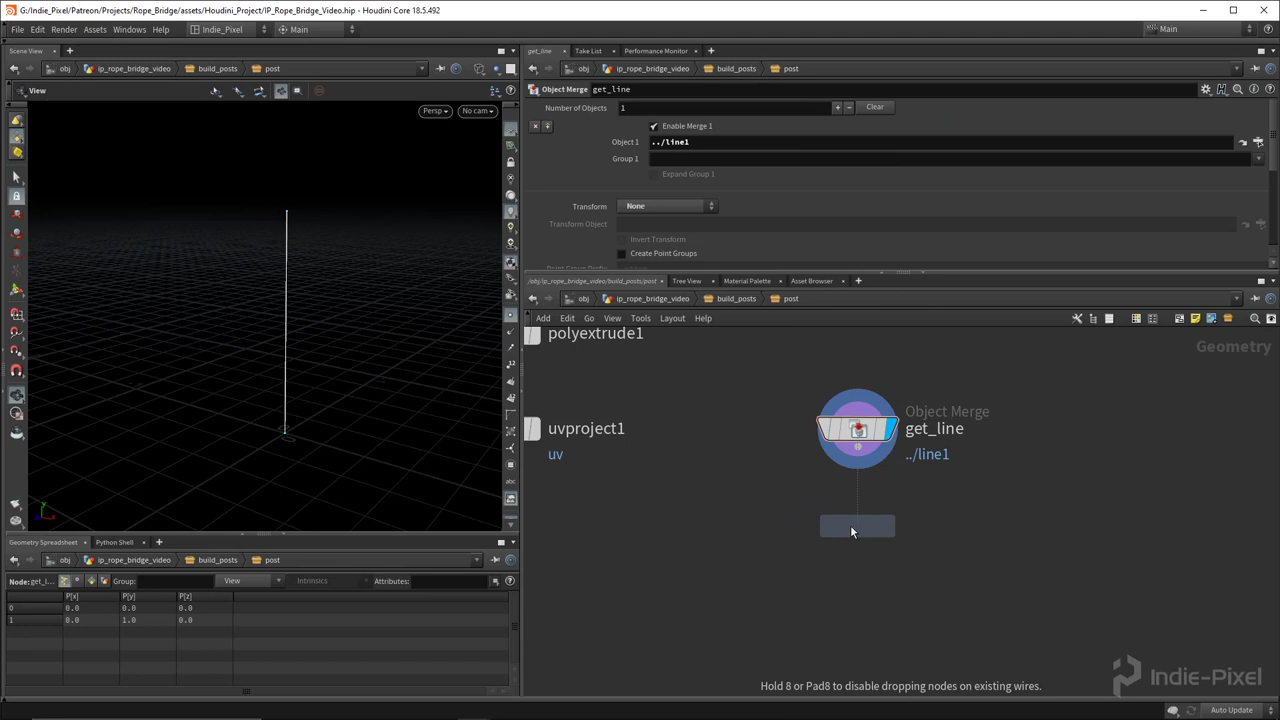 G:/Indie_Pixel/Patreon/Projects/Rope_Bridge/assets/Houdini_Project/IP_Rope_Bridge_Video.hip - Houdini Core 18.5.492
File Edit Render Assets Windows Help Indie_Pixel Main Main
Scene View
obj ip_rope_bridge_video build_posts post
View
Persp No cam
get_line Take List Performance Monitor
obj ip_rope_bridge_video build_posts post
Object Merge get_line
Number of Objects 1 Clear
Enable Merge 1
Object 1 ../line1
Group 1
Expand Group 1
Transform None
Transform Object
Invert Transform
Create Point Groups
/obj/ip_rope_bridge_video/build_posts/post Tree View Material Palette Asset Browser
obj ip_rope_bridge_video build_posts post
Add Edit Go View Tools Layout Help
polyextrude1
Geometry
Object Merge
get_line
../line1
uvproject1
uv
Hold 8 or Pad8 to disable dropping nodes on existing wires.
Indie-Pixel
Geometry Spreadsheet Python Shell
obj ip_rope_bridge_video build_posts post
Node: get_l... Group: View Intrinsics Attributes:
P[x] P[y] P[z]
0 0.0 0.0 0.0
1 0.0 1.0 0.0
Auto Update